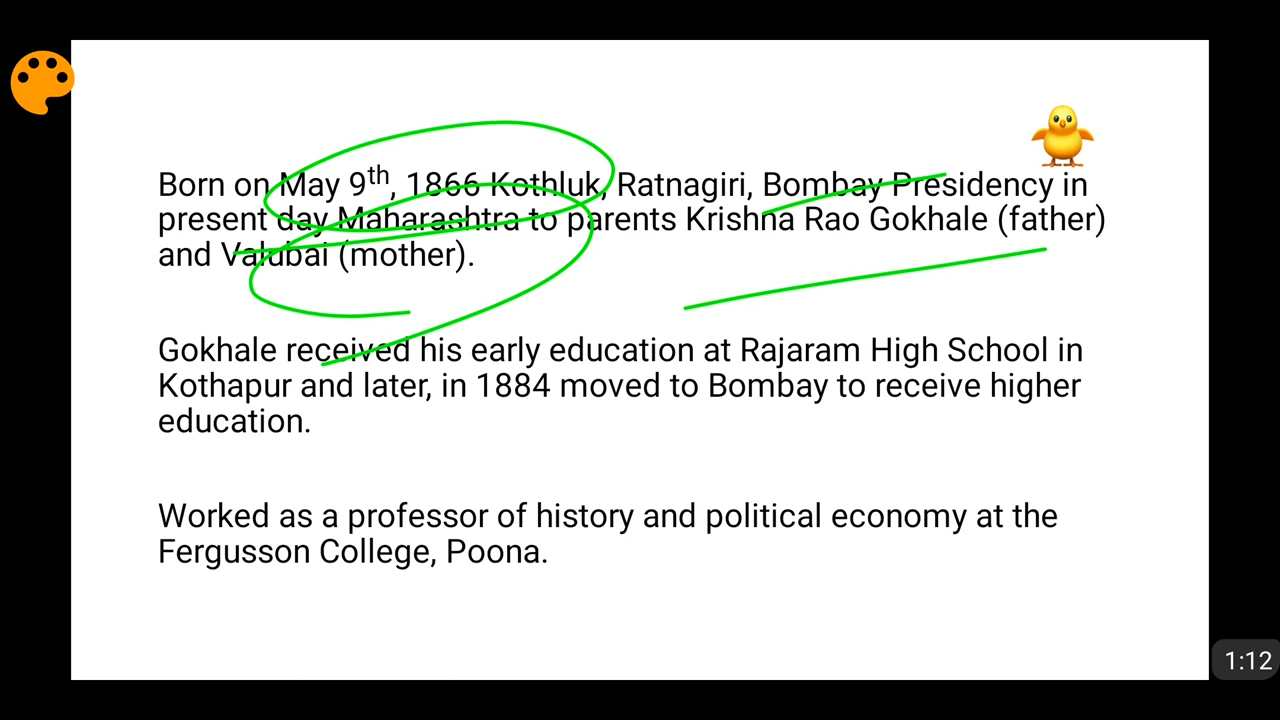 Born on May 9th, 1866 Kothluk, Ratnagiri, Bombay Presidency in
present day Maharashtra to parents Krishna Rao Gokhale (father)
and Valubai (mother).
Gokhale received his early education at Rajaram High School in
Kothapur and later, in 1884 moved to Bombay to receive higher
education.
Worked as a professor of history and political economy at the
Fergusson College, Poona.
1:12